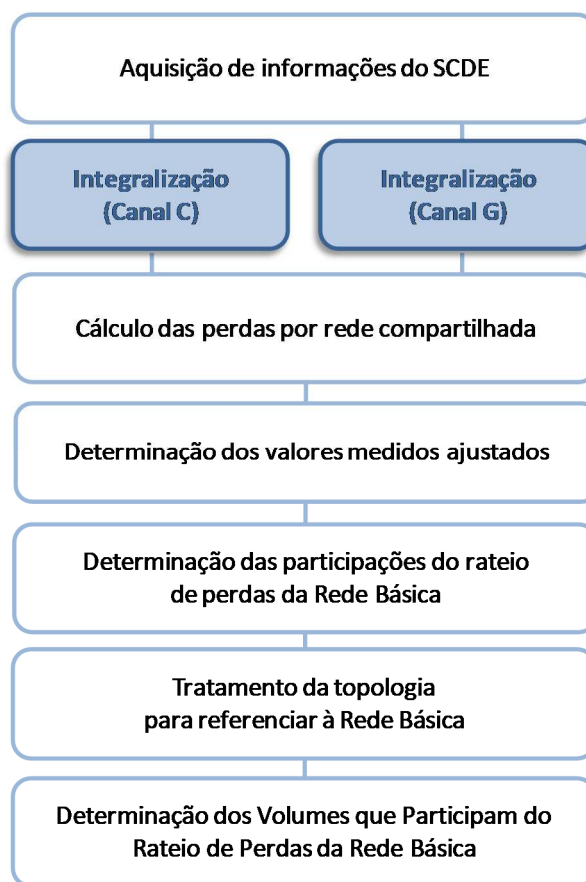 Aquisição de informações do SCDE
Integralização
(Canal C)
Integralização
(Canal G)
Cálculo das perdas por rede compartilhada
Determinação dos valores medidos ajustados
Determinação das participações do rateio
de perdas da Rede Básica
Tratamento da topologia
para referenciar à Rede Básica
Determinação dos Volumes que Participam do
Rateio de Perdas da Rede Básica